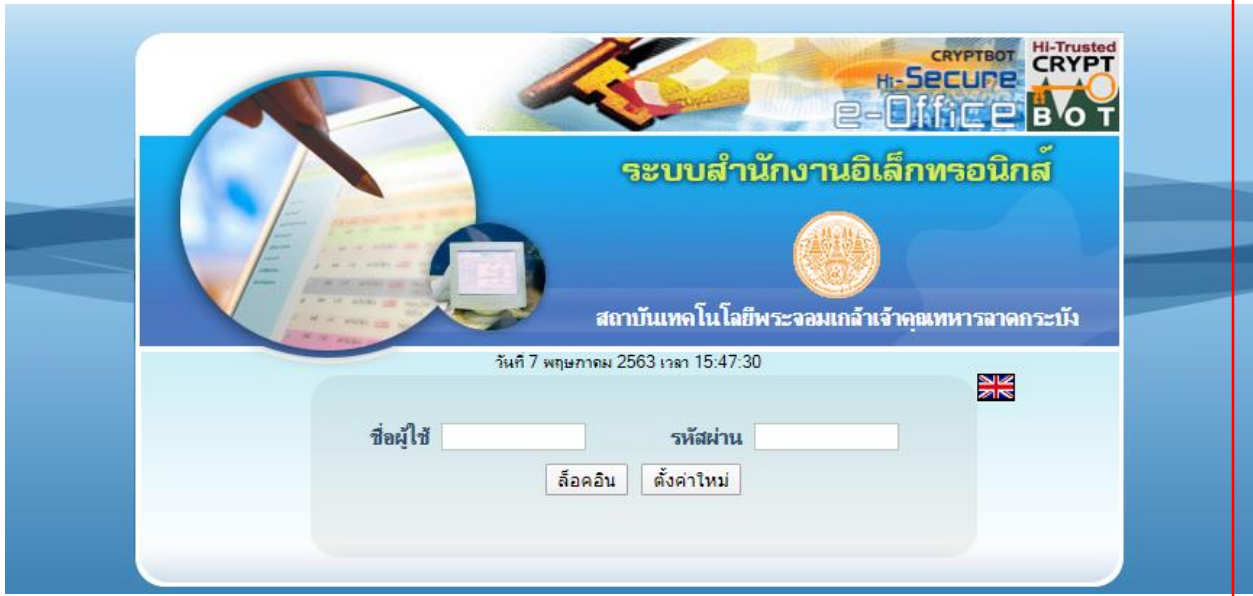 CRYPTBOT
Hi-Secure
e-Office
Hi-Trusted
CRYPT
BOT
ระบบสำนักงานอิเล็กทรอนิกส์
สถาบันเทคโนโลยีพระจอมเกล้าเจ้าคุณทหารลาดกระบัง
วันที่ 7 พฤษภาคม 2563 เวลา 15:47:30
ชื่อผู้ใช้ รหัสผ่าน
ล็อคอิน ตั้งค่าใหม่